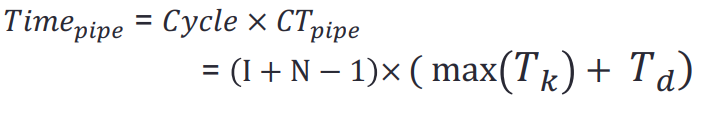 Time_pipe = Cycle × CT_pipe
= (I + N − 1)× ( max(T_k) + T_d)